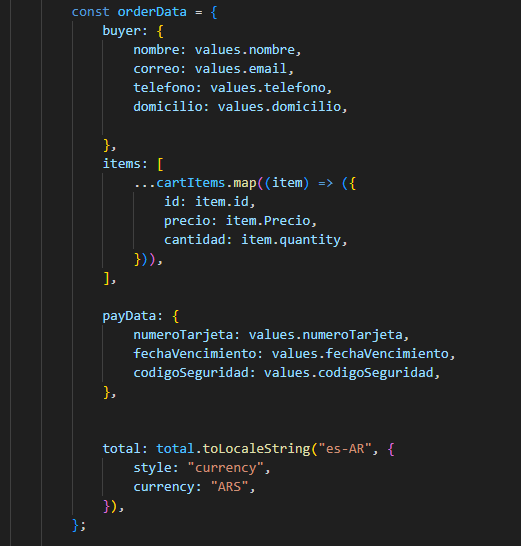 const orderData = {
buyer: {
nombre: values.nombre,
correo: values.email,
telefono: values.telefono,
domicilio: values.domicilio,
},
items: [
...cartItems.map((item) => ({
id: item.id,
precio: item.Precio,
cantidad: item.quantity,
})),
],
payData: {
numeroTarjeta: values.numeroTarjeta,
fechaVencimiento: values.fechaVencimiento,
codigoSeguridad: values.codigoSeguridad,
},
total: total.toLocaleString("es-AR", {
style: "currency",
currency: "ARS",
}),
};